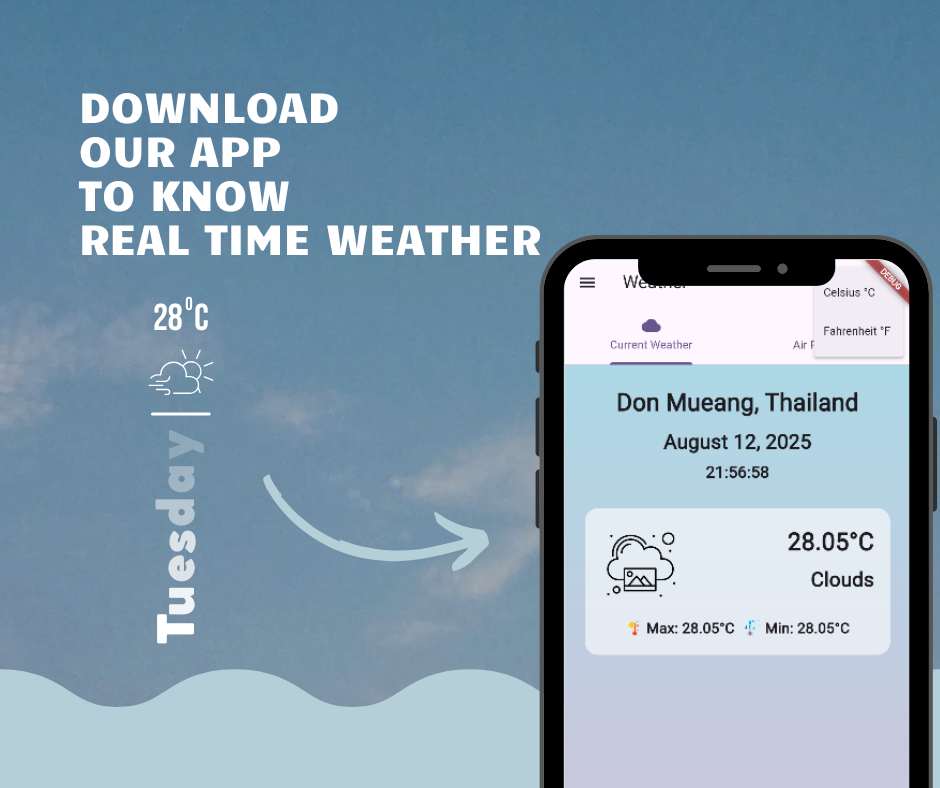 DOWNLOAD
OUR APP
TO KNOW
REAL TIME WEATHER
28°C
Tuesday
Weather
DEBUG
Celsius °C
Fahrenheit °F
Current Weather
Air
Don Mueang, Thailand
August 12, 2025
21:56:58
28.05°C
Clouds
Max: 28.05°C Min: 28.05°C